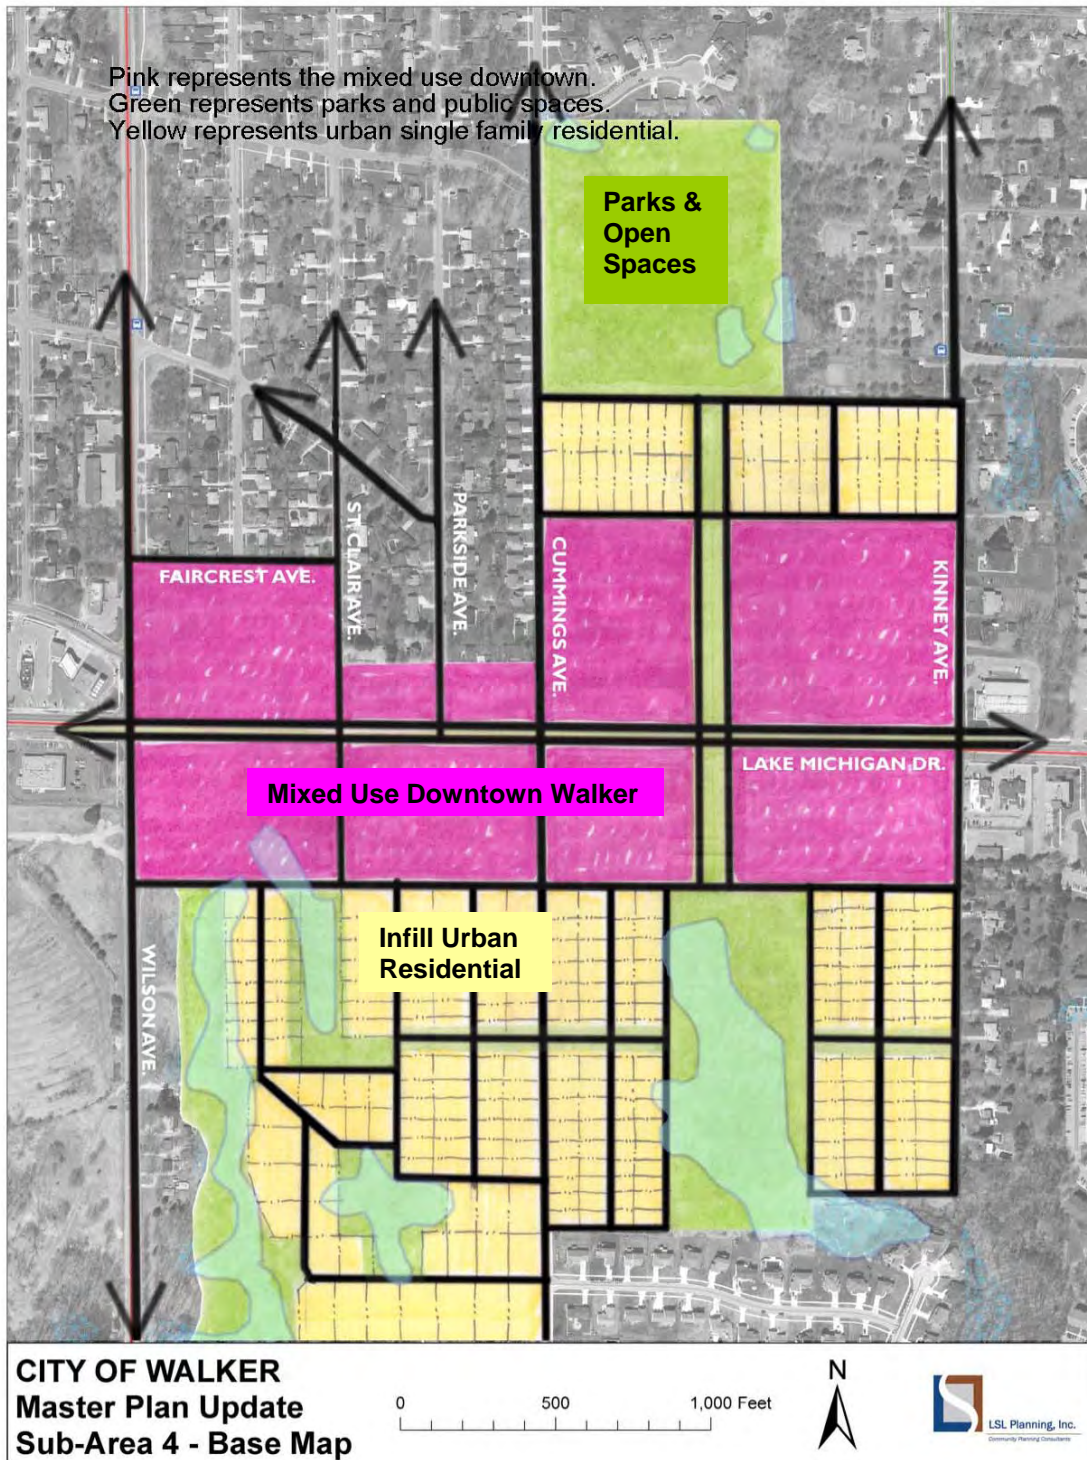 Pink represents the mixed use downtown.
Green represents parks and public spaces.
Yellow represents urban single family residential.
Parks &
Open
Spaces
FAIRCREST AVE.
ST. CLAIR AVE.
PARKSIDE AVE.
CUMMINGS AVE.
KINNEY AVE.
LAKE MICHIGAN DR.
Mixed Use Downtown Walker
Infill Urban
Residential
WILSON AVE.
CITY OF WALKER
Master Plan Update
Sub-Area 4 - Base Map
0 500 1,000 Feet
N
LSL Planning, Inc.
Community Planning Consultants